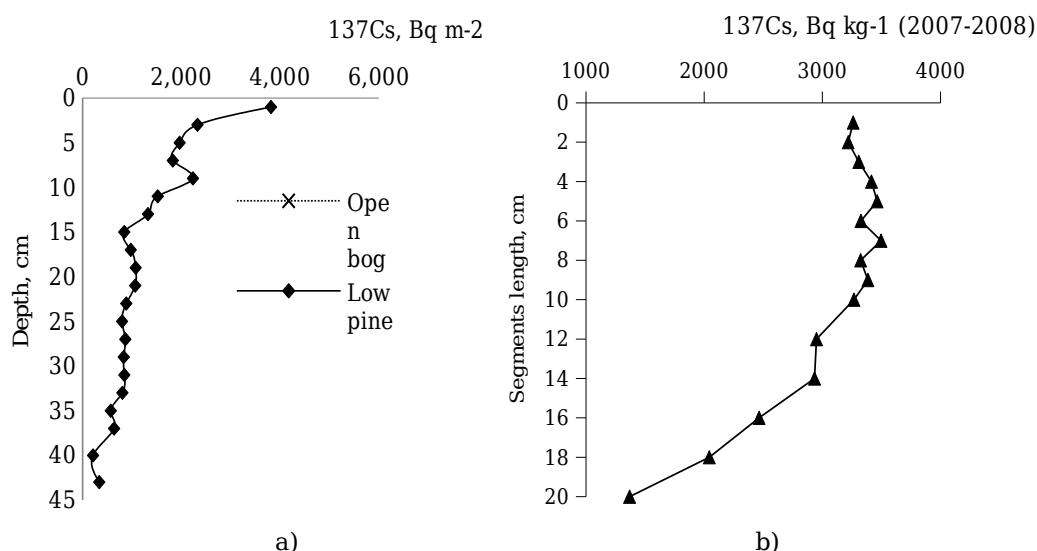 137Cs, Bq m-2
0 2,000 4,000 6,000
0
5
10
15
20
25
30
35
40
45
Depth, cm
Ope
n
bog
Low
pine
a)
137Cs, Bq kg-1 (2007-2008)
1000 2000 3000 4000
0
2
4
6
8
10
12
14
16
18
20
Segments length, cm
b)